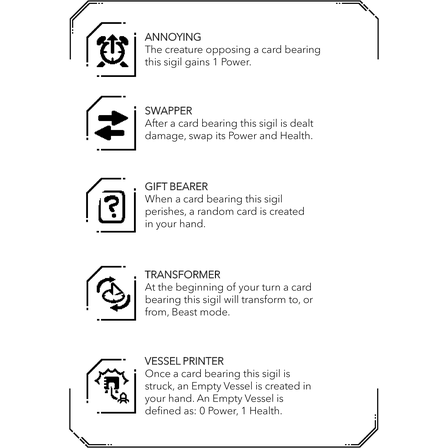 ANNOYING
The creature opposing a card bearing
this sigil gains 1 Power.
SWAPPER
After a card bearing this sigil is dealt
damage, swap its Power and Health.
GIFT BEARER
When a card bearing this sigil
perishes, a random card is created
in your hand.
TRANSFORMER
At the beginning of your turn a card
bearing this sigil will transform to, or
from, Beast mode.
VESSEL PRINTER
Once a card bearing this sigil is
struck, an Empty Vessel is created in
your hand. An Empty Vessel is
defined as: 0 Power, 1 Health.